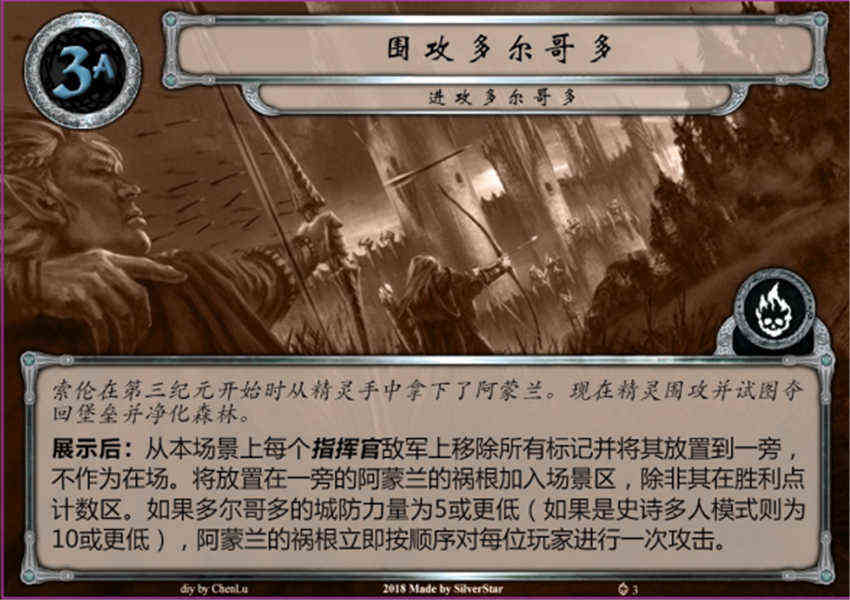 3A
围攻多尔哥多
进攻多尔哥多
索伦在第三纪元开始时从精灵手中拿下了阿蒙兰。现在精灵围攻并试图夺
回堡垒并净化森林。
展示后：从本场景上每个指挥官敌军上移除所有标记并将其放置到一旁，
不作为在场。将放置在一旁的阿蒙兰的祸根加入场景区，除非其在胜利点
计数区。如果多尔哥多的城防力量为5或更低（如果是史诗多人模式则为
10或更低），阿蒙兰的祸根立即按顺序对每位玩家进行一次攻击。
diy by ChenLu 2018 Made by SilverStar 3